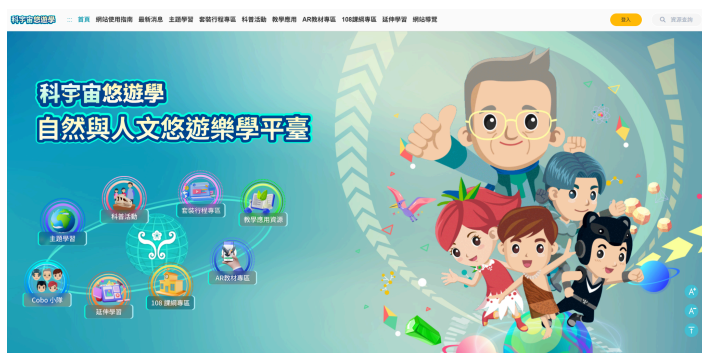 科宇宙悠遊學
::: 首頁 網站使用指南 最新消息 主題學習 套裝行程專區 科普活動 教學應用 AR教材專區 108課綱專區 延伸學習 網站導覽
登入
資源查詢
科宇宙悠遊學
自然與人文悠遊樂學平臺
科普活動
套裝行程專區
教學應用資源
主題學習
AR教材專區
Cobo 小隊
延伸學習
108 課綱專區
A+
A-
T